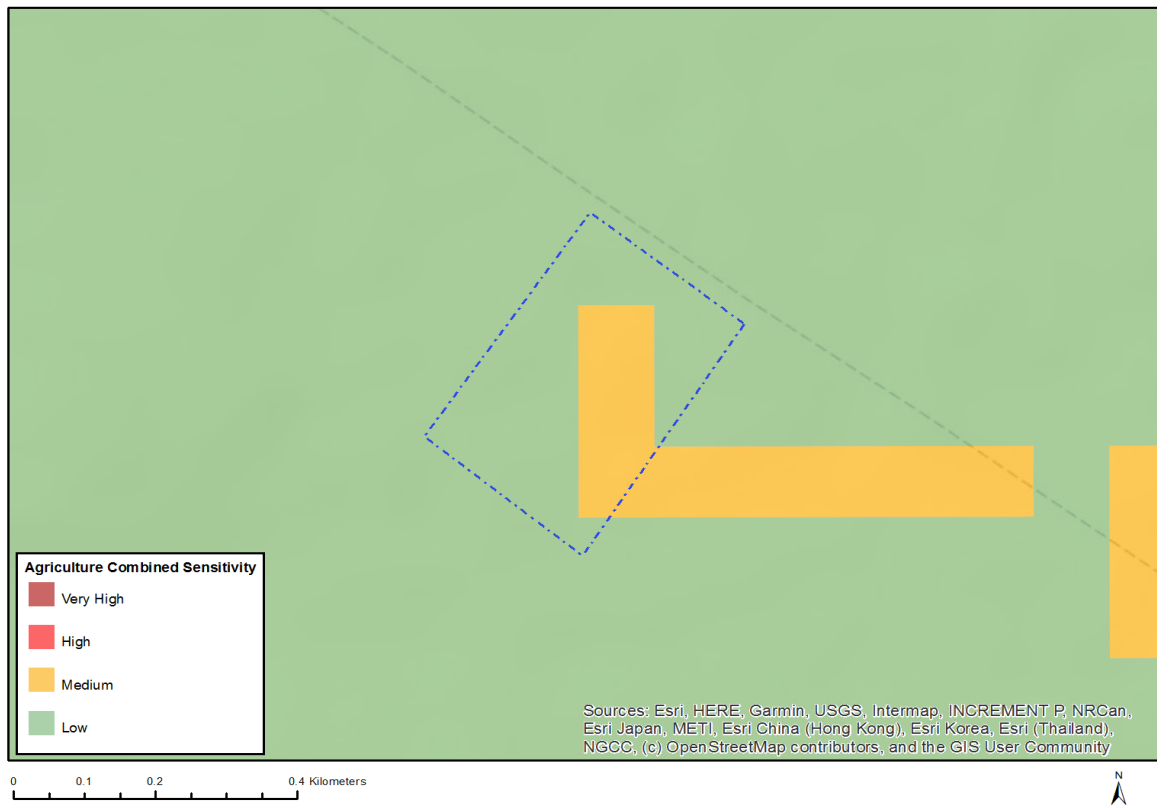 Agriculture Combined Sensitivity
Very High
High
Medium
Low
Sources: Esri, HERE, Garmin, USGS, Intermap, INCREMENT P, NRCan,
Esri Japan, METI, Esri China (Hong Kong), Esri Korea, Esri (Thailand),
NGCC, (c) OpenStreetMap contributors, and the GIS User Community
0 0.1 0.2 0.4 Kilometers
N